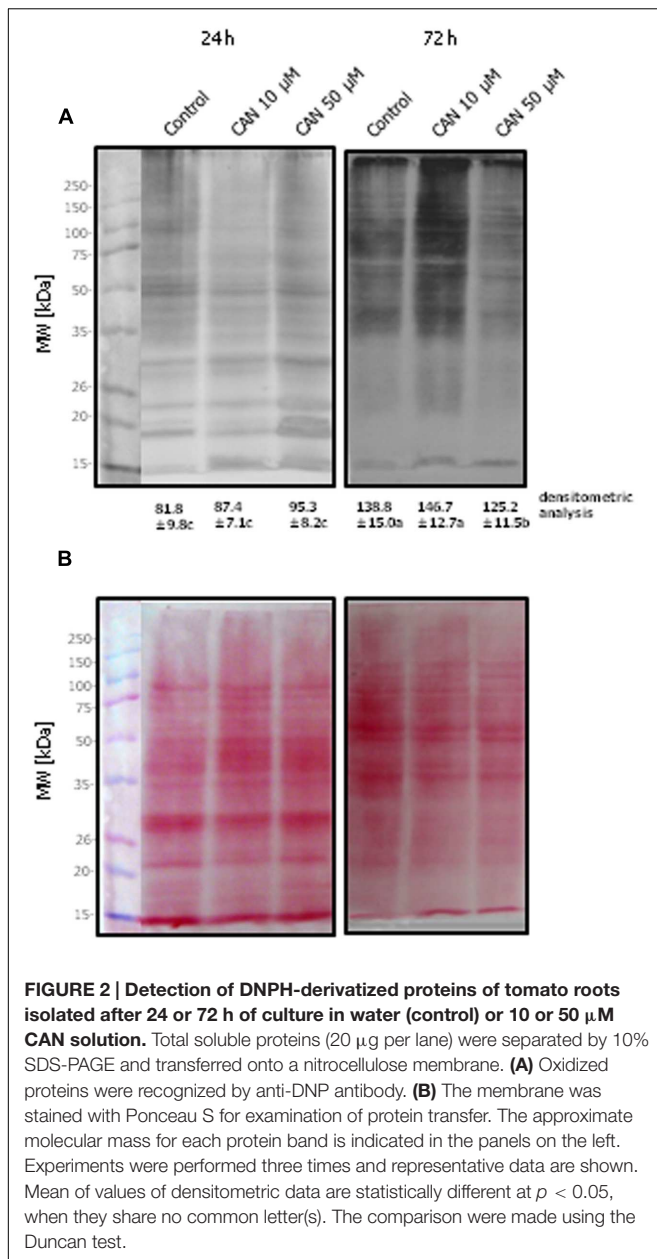 24 h 72 h
Control CAN 10 μM CAN 50 μM Control CAN 10 μM CAN 50 μM
A
MW [kDa]
250-
150-
100-
75-
50-
35-
26-
20-
15-
81.8 ±9.8c 87.4 ±7.1c 95.3 ±8.2c 138.8 ±15.0a 146.7 ±12.7a 125.2 ±11.5b densitometric analysis
B
MW [kDa]
250-
150-
100-
75-
50-
35-
26-
20-
15-
FIGURE 2 | Detection of DNPH-derivatized proteins of tomato roots
isolated after 24 or 72 h of culture in water (control) or 10 or 50 μM
CAN solution. Total soluble proteins (20 μg per lane) were separated by 10%
SDS-PAGE and transferred onto a nitrocellulose membrane. (A) Oxidized
proteins were recognized by anti-DNP antibody. (B) The membrane was
stained with Ponceau S for examination of protein transfer. The approximate
molecular mass for each protein band is indicated in the panels on the left.
Experiments were performed three times and representative data are shown.
Mean of values of densitometric data are statistically different at p < 0.05,
when they share no common letter(s). The comparison were made using the
Duncan test.